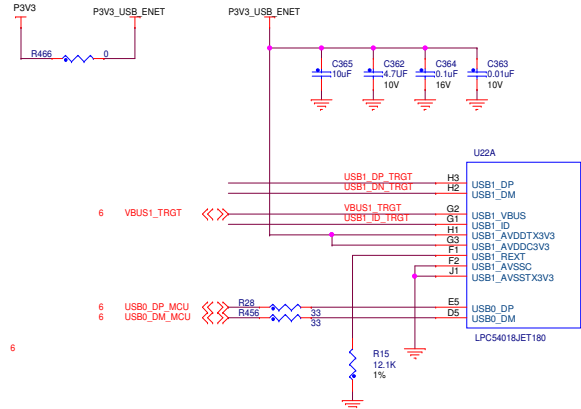 P3V3 P3V3_USB_ENET P3V3_USB_ENET
R466 0
C365 C362 C364 C363
10uF 4.7UF 0.1uF 0.01uF
10V 16V 10V
U22A
USB1_DP_TRGT H3 USB1_DP
USB1_DN_TRGT H2 USB1_DM
6 VBUS1_TRGT VBUS1_TRGT G2 USB1_VBUS
USB1_ID_TRGT G1 USB1_ID
H1 USB1_AVDDTX3V3
G3 USB1_AVDDC3V3
F1 USB1_REXT
F2 USB1_AVSSC
J1 USB1_AVSSTX3V3
6 USB0_DP_MCU R28 33 E5 USB0_DP
6 USB0_DM_MCU R456 33 D5 USB0_DM
LPC54018JET180
6
R15
12.1K
1%